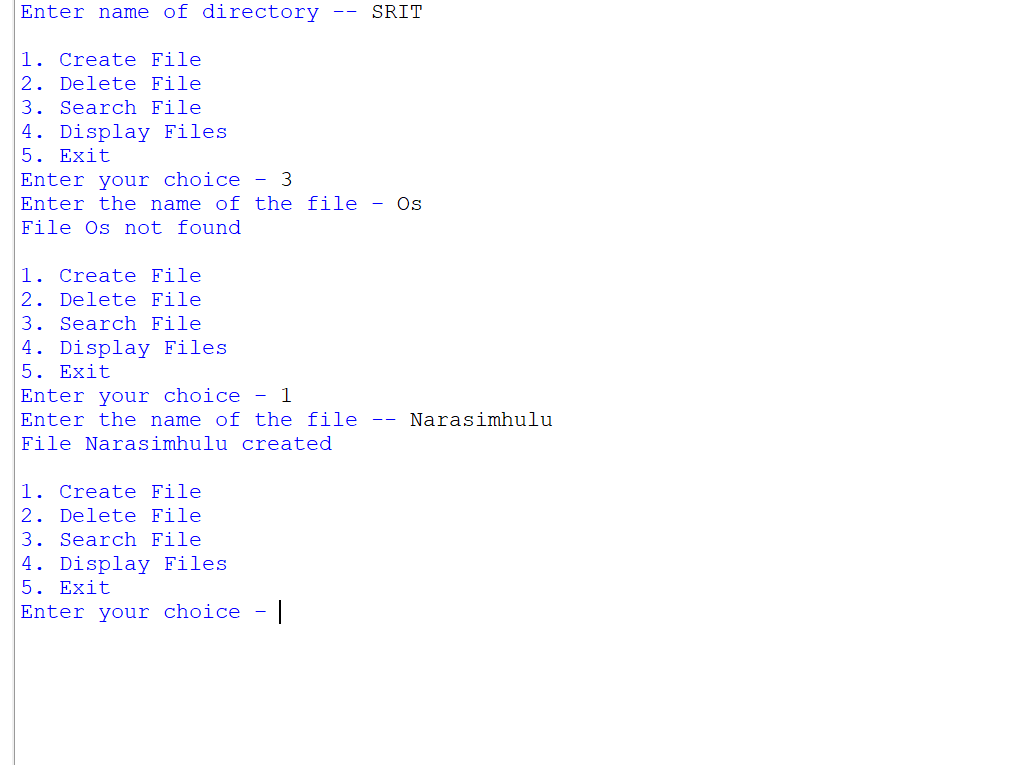 Enter name of directory -- SRIT
1. Create File
2. Delete File
3. Search File
4. Display Files
5. Exit
Enter your choice – 3
Enter the name of the file – Os
File Os not found
1. Create File
2. Delete File
3. Search File
4. Display Files
5. Exit
Enter your choice – 1
Enter the name of the file -- Narasimhulu
File Narasimhulu created
1. Create File
2. Delete File
3. Search File
4. Display Files
5. Exit
Enter your choice –